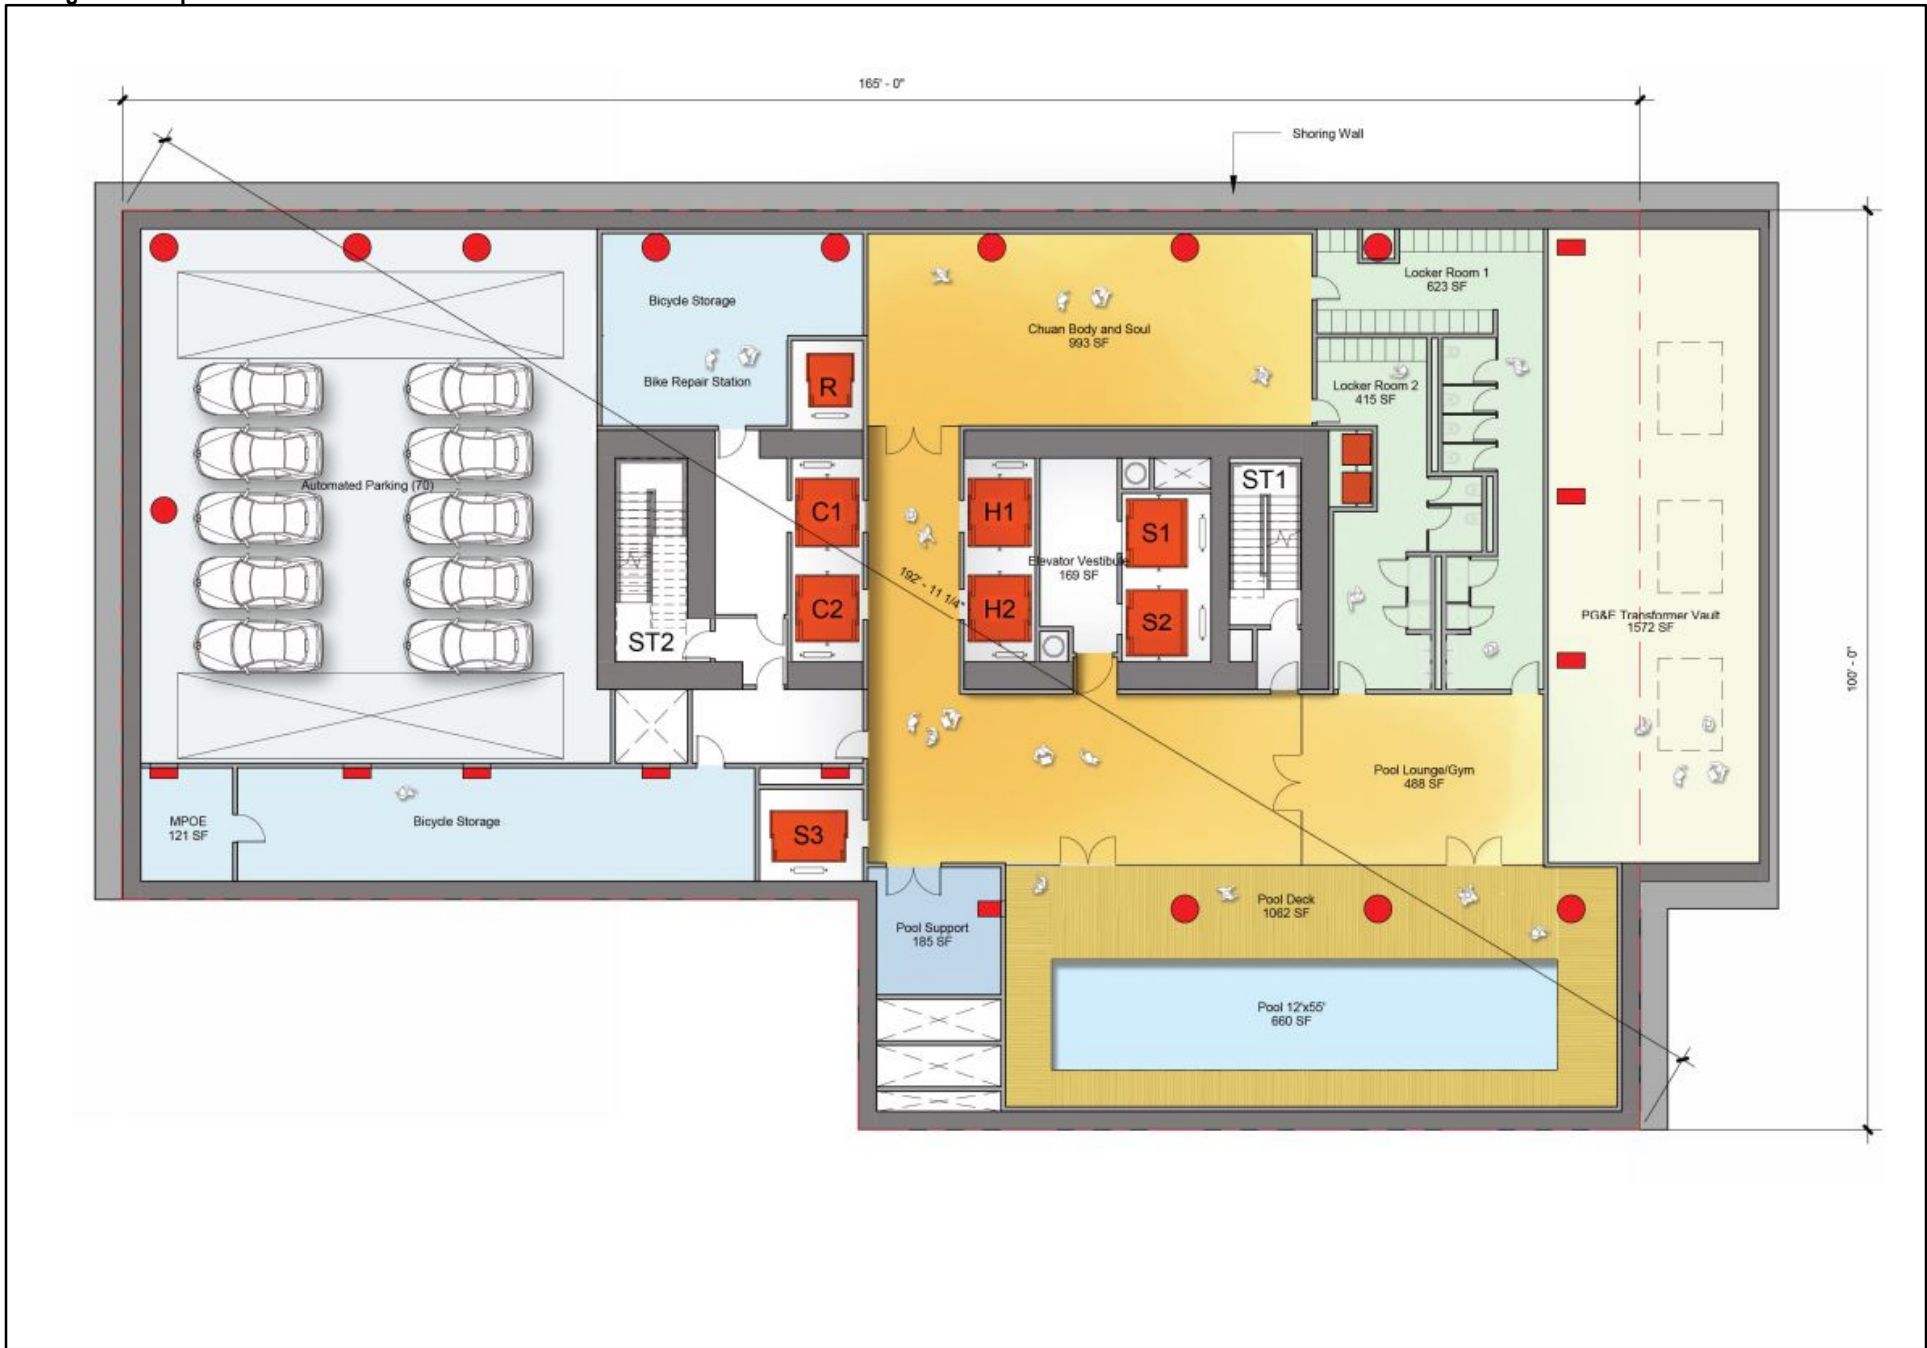 165' - 0"
Shoring Wall
Bicycle Storage
Bike Repair Station
R
Chuan Body and Soul
993 SF
Locker Room 1
623 SF
Locker Room 2
415 SF
Automated Parking (70)
ST2
C1
C2
H1
H2
Elevator Vestibule
169 SF
S1
S2
ST1
192' - 11 1/4"
PG&E Transformer Vault
1572 SF
100' - 0"
MPOE
121 SF
Bicycle Storage
S3
Pool Lounge/Gym
468 SF
Pool Support
185 SF
Pool Deck
1062 SF
Pool 12'x55'
660 SF